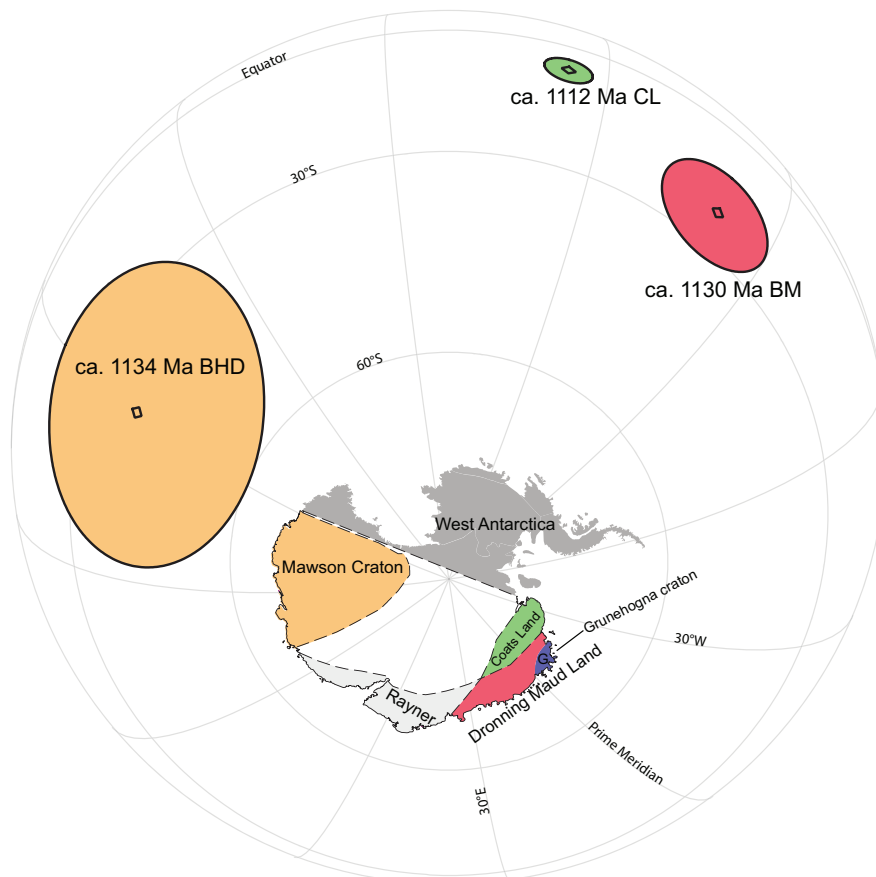 Equator
ca. 1112 Ma CL
30°S
ca. 1130 Ma BM
60°S
ca. 1134 Ma BHD
West Antarctica
Mawson Craton
Grunehogna craton
Coats Land
30°W
G
Dronning Maud Land
Rayner
Prime Meridian
30°E